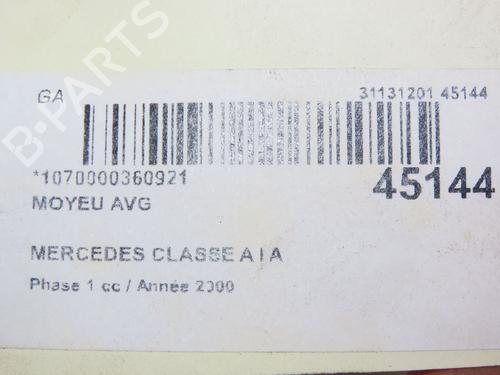 GA
31131201 45144
*1070000360921
45144
MOYEU AVG
MERCEDES CLASSE A I A
Phase 1 cc / Année 2000
B-PARTS